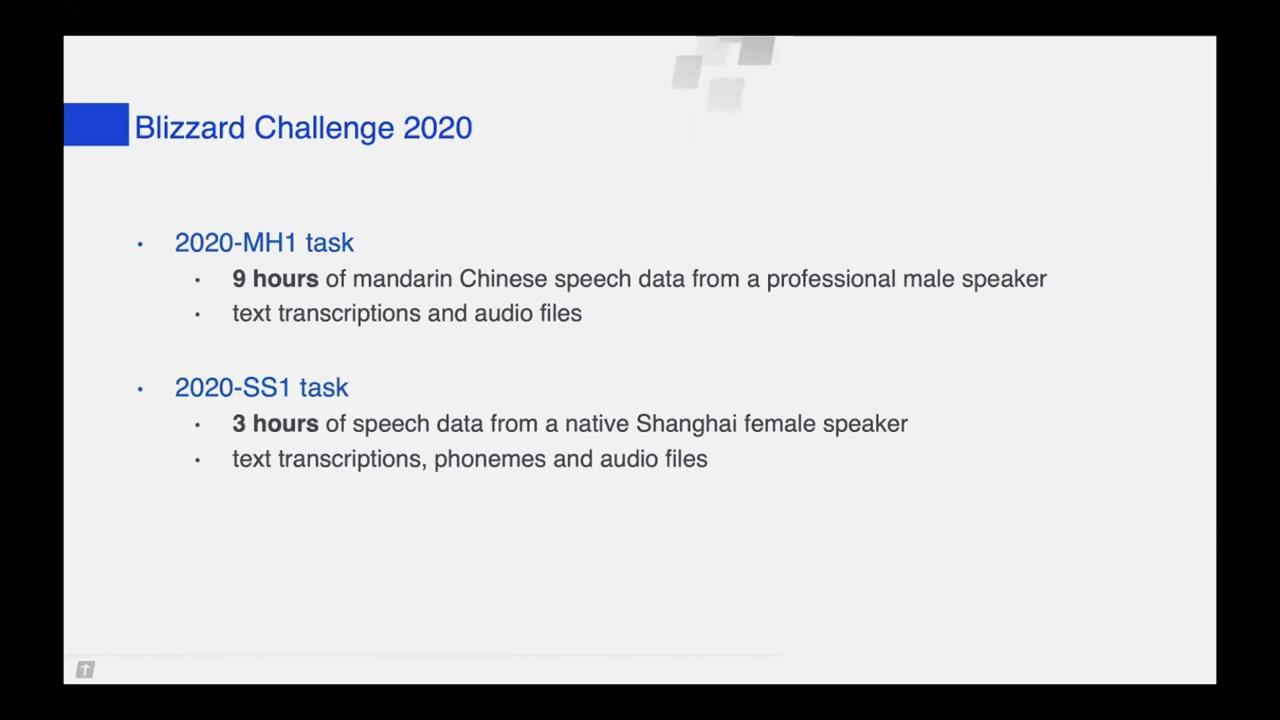 Blizzard Challenge 2020
• 2020-MH1 task
• 9 hours of mandarin Chinese speech data from a professional male speaker
• text transcriptions and audio files
• 2020-SS1 task
• 3 hours of speech data from a native Shanghai female speaker
• text transcriptions, phonemes and audio files